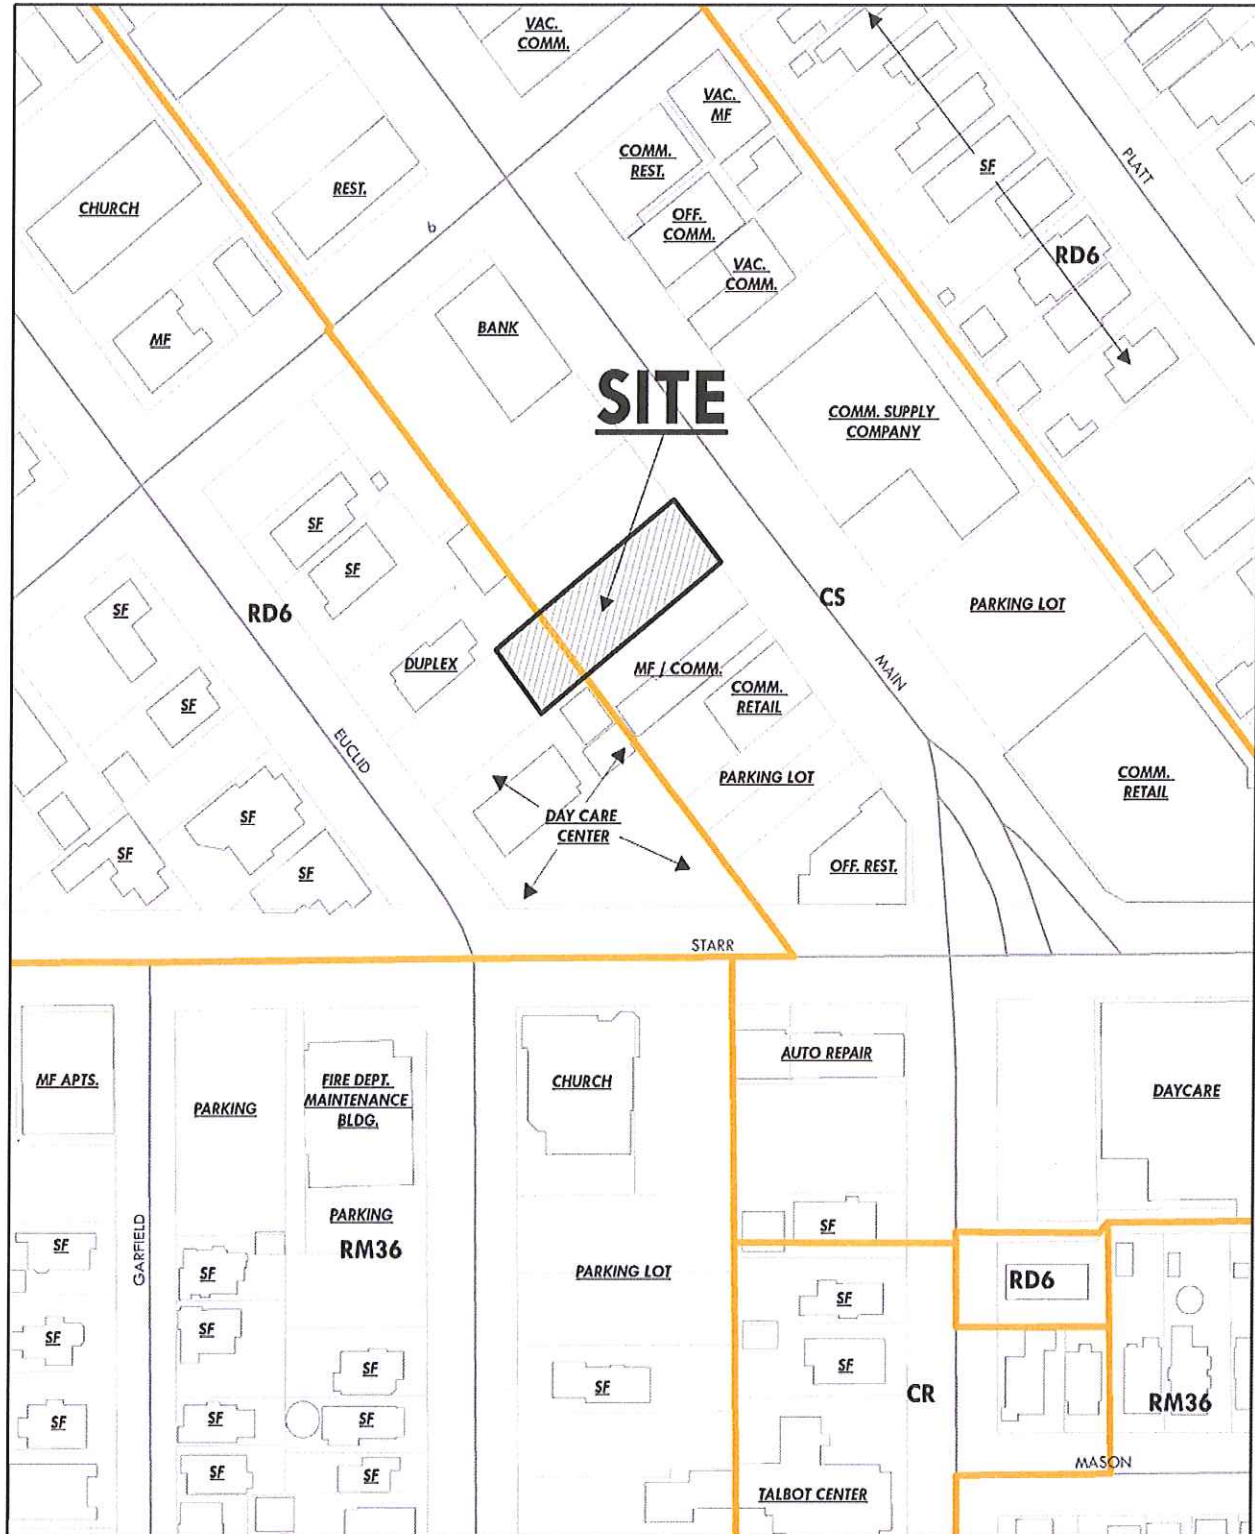 VAC.
COMM.
VAC.
MF
COMM.
REST.
PLATT
SF
REST.
CHURCH
OFF.
COMM.
6
RD6
VAC.
COMM.
BANK
MF
SITE
COMM. SUPPLY
COMPANY
SF
SF
CS
PARKING LOT
SF
RD6
DUPLEX
MF / COMM.
MAIN
COMM.
RETAIL
SF
EUCLID
PARKING LOT
COMM.
RETAIL
DAY CARE
CENTER
SF
SF
OFF. REST.
SF
STARR
AUTO REPAIR
MF APTS.
FIRE DEPT.
MAINTENANCE
BLDG.
CHURCH
DAYCARE
PARKING
PARKING
SF
RM36
SF
GARFIELD
SF
PARKING LOT
RD6
SF
SF
SF
SF
SF
SF
CR
RM36
SF
SF
SF
MASON
SF
SF
TALBOT CENTER